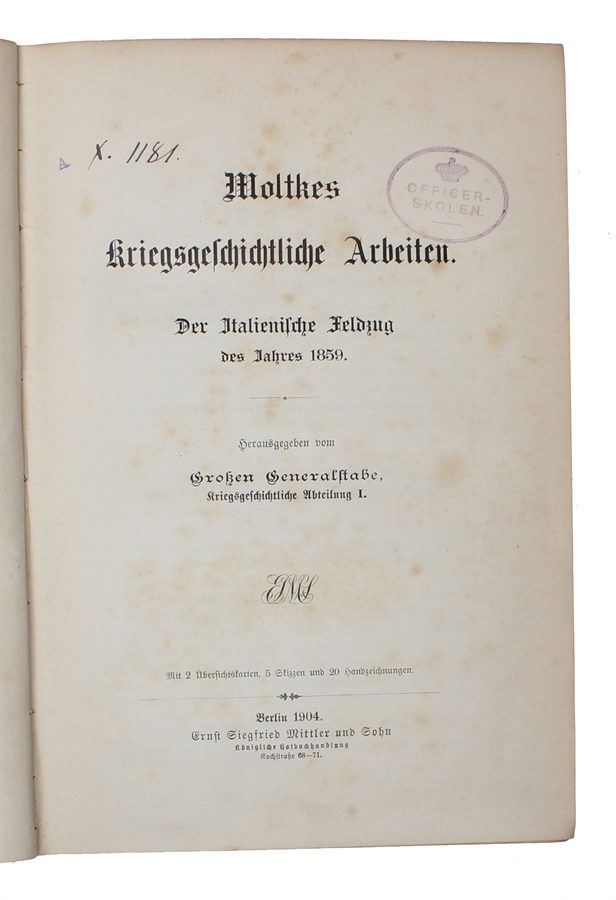 X. 1181.
OFFICER-
SKOLEN.
Moltkes
Kriegsgeschichtliche Arbeiten.
Der Italienische Feldzug
des Jahres 1859.
Herausgegeben vom
Großen Generalstabe,
Kriegsgeschichtliche Abteilung I.
Mit 2 Übersichtskarten, 5 Skizzen und 20 Handzeichnungen.
Berlin 1904.
Ernst Siegfried Mittler und Sohn
Königliche Hofbuchhandlung
Kochstraße 68—71.